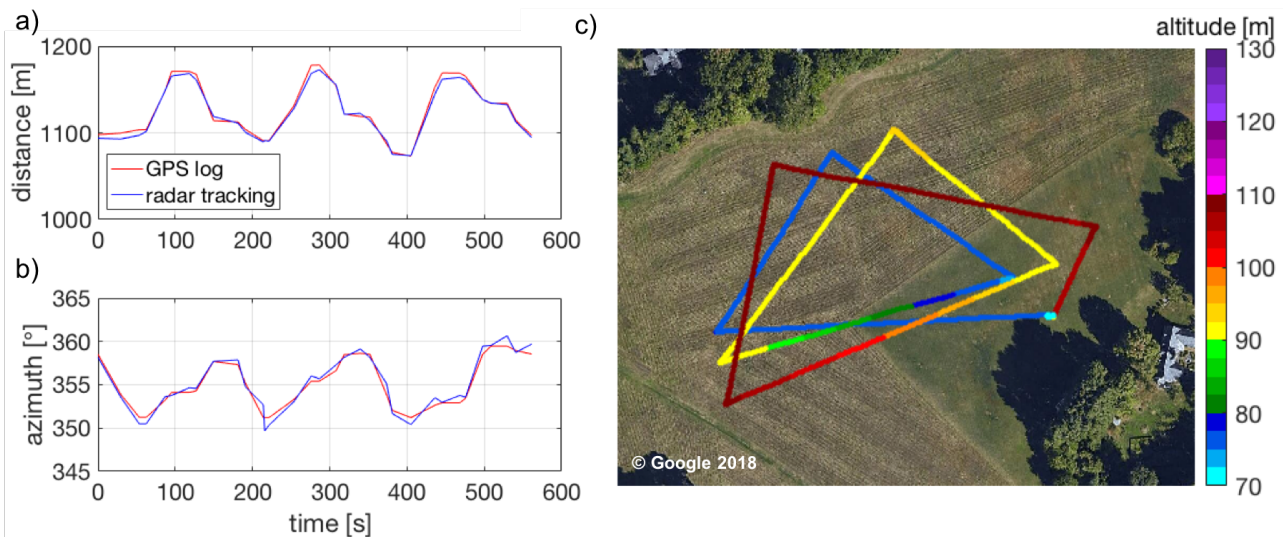 a)
1200
1100
1000
distance [m]
GPS log
radar tracking
0 100 200 300 400 500 600
b)
365
360
355
350
345
azimuth [°]
0 100 200 300 400 500 600
time [s]
c)
altitude [m]
130
120
110
100
90
80
70
© Google 2018